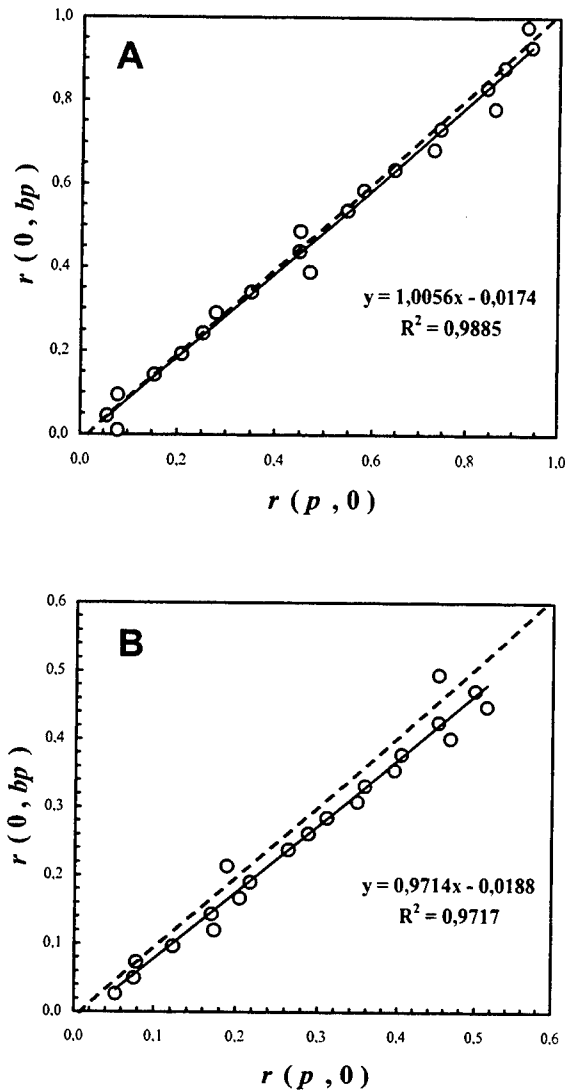 A
1,0
0,8
0,6
0,4
0,2
0,0
r ( 0 , bp )
y = 1,0056x - 0,0174
R² = 0,9885
0,0 0,2 0,4 0,6 0,8 1,0
r ( p , 0 )
B
0,6
0,5
0,3
0,2
0,1
0,0
r ( 0 , bp )
y = 0,9714x - 0,0188
R² = 0,9717
0,0 0,1 0,2 0,3 0,4 0,5 0,6
r ( p , 0 )